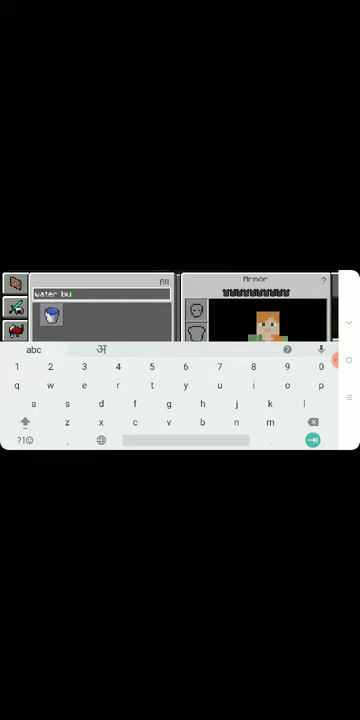 All
water bu
Armor
?
abc अ ?
1 2 3 4 5 6 7 8 9 0
q w e r t y u i o p
a s d f g h j k l
z x c v b n m
?1☺ , .